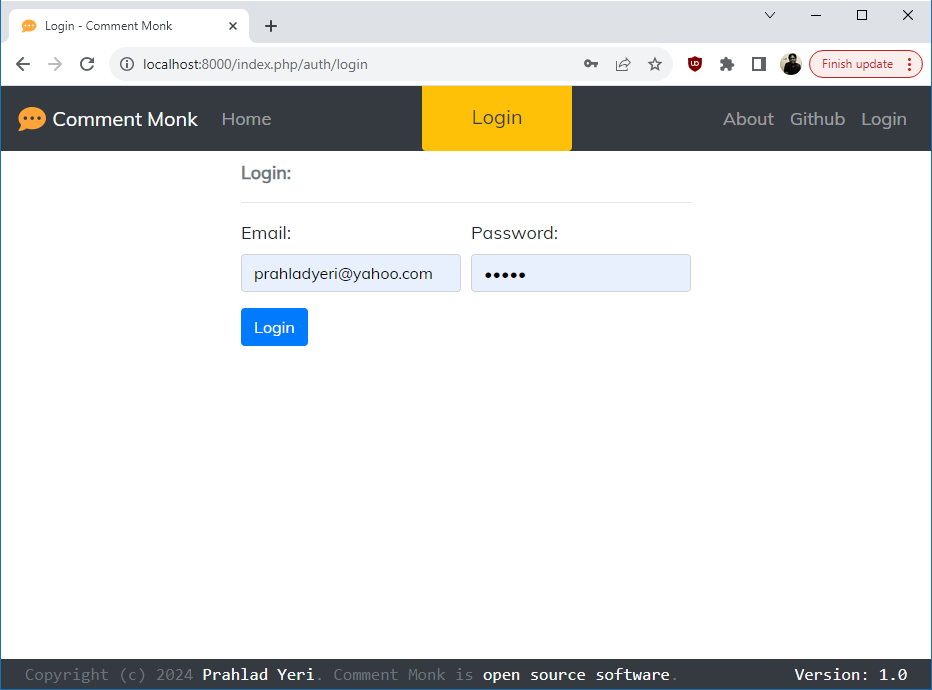 Login - Comment Monk
localhost:8000/index.php/auth/login
Finish update
Comment Monk Home Login About Github Login
Login:
Email: Password:
prahladyeri@yahoo.com •••••
Login
Copyright (c) 2024 Prahlad Yeri. Comment Monk is open source software. Version: 1.0